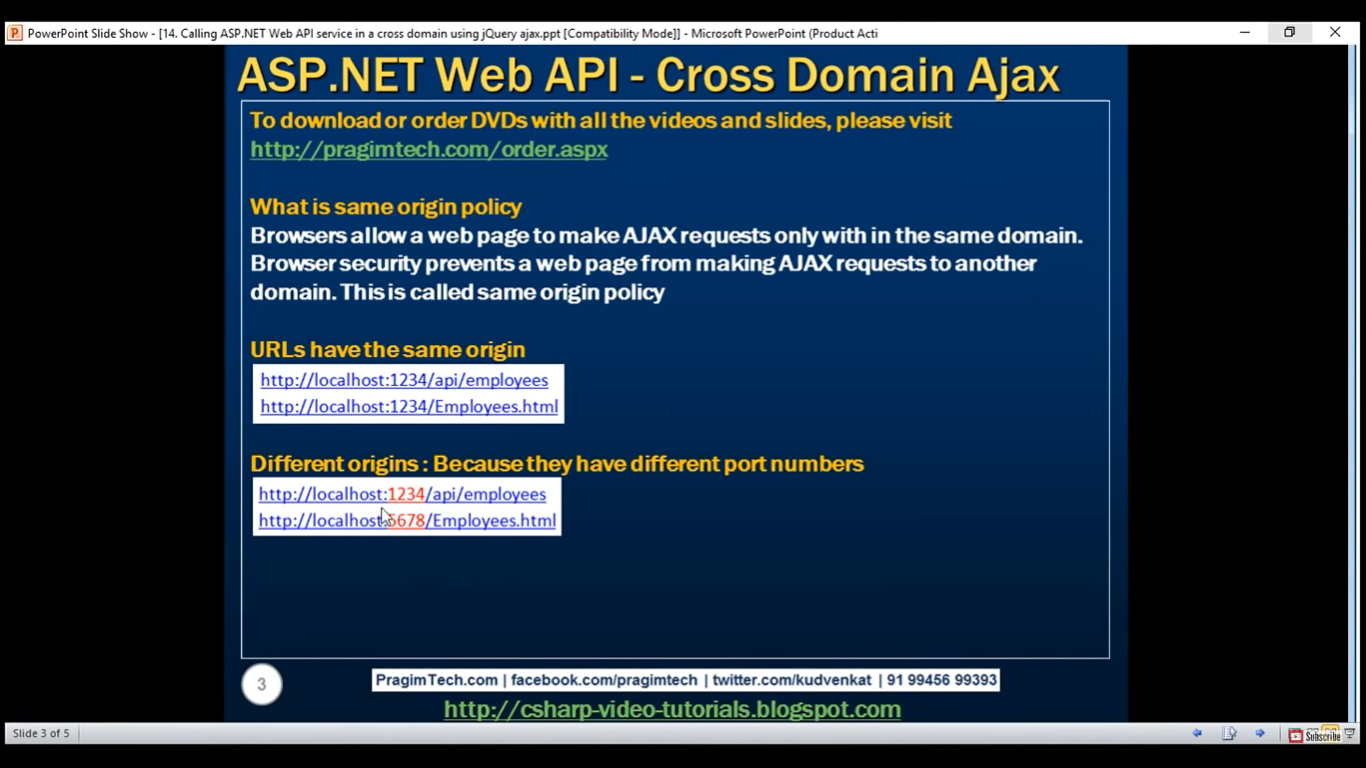 PowerPoint Slide Show - [14. Calling ASP.NET Web API service in a cross domain using jQuery ajax.ppt [Compatibility Mode]] - Microsoft PowerPoint (Product Acti
ASP.NET Web API - Cross Domain Ajax
To download or order DVDs with all the videos and slides, please visit
http://pragimtech.com/order.aspx
What is same origin policy
Browsers allow a web page to make AJAX requests only with in the same domain.
Browser security prevents a web page from making AJAX requests to another
domain. This is called same origin policy
URLs have the same origin
http://localhost:1234/api/employees
http://localhost:1234/Employees.html
Different origins : Because they have different port numbers
http://localhost:1234/api/employees
http://localhost:5678/Employees.html
3
PragimTech.com | facebook.com/pragimtech | twitter.com/kudvenkat | 91 99456 99393
http://csharp-video-tutorials.blogspot.com
Slide 3 of 5
Subscribe